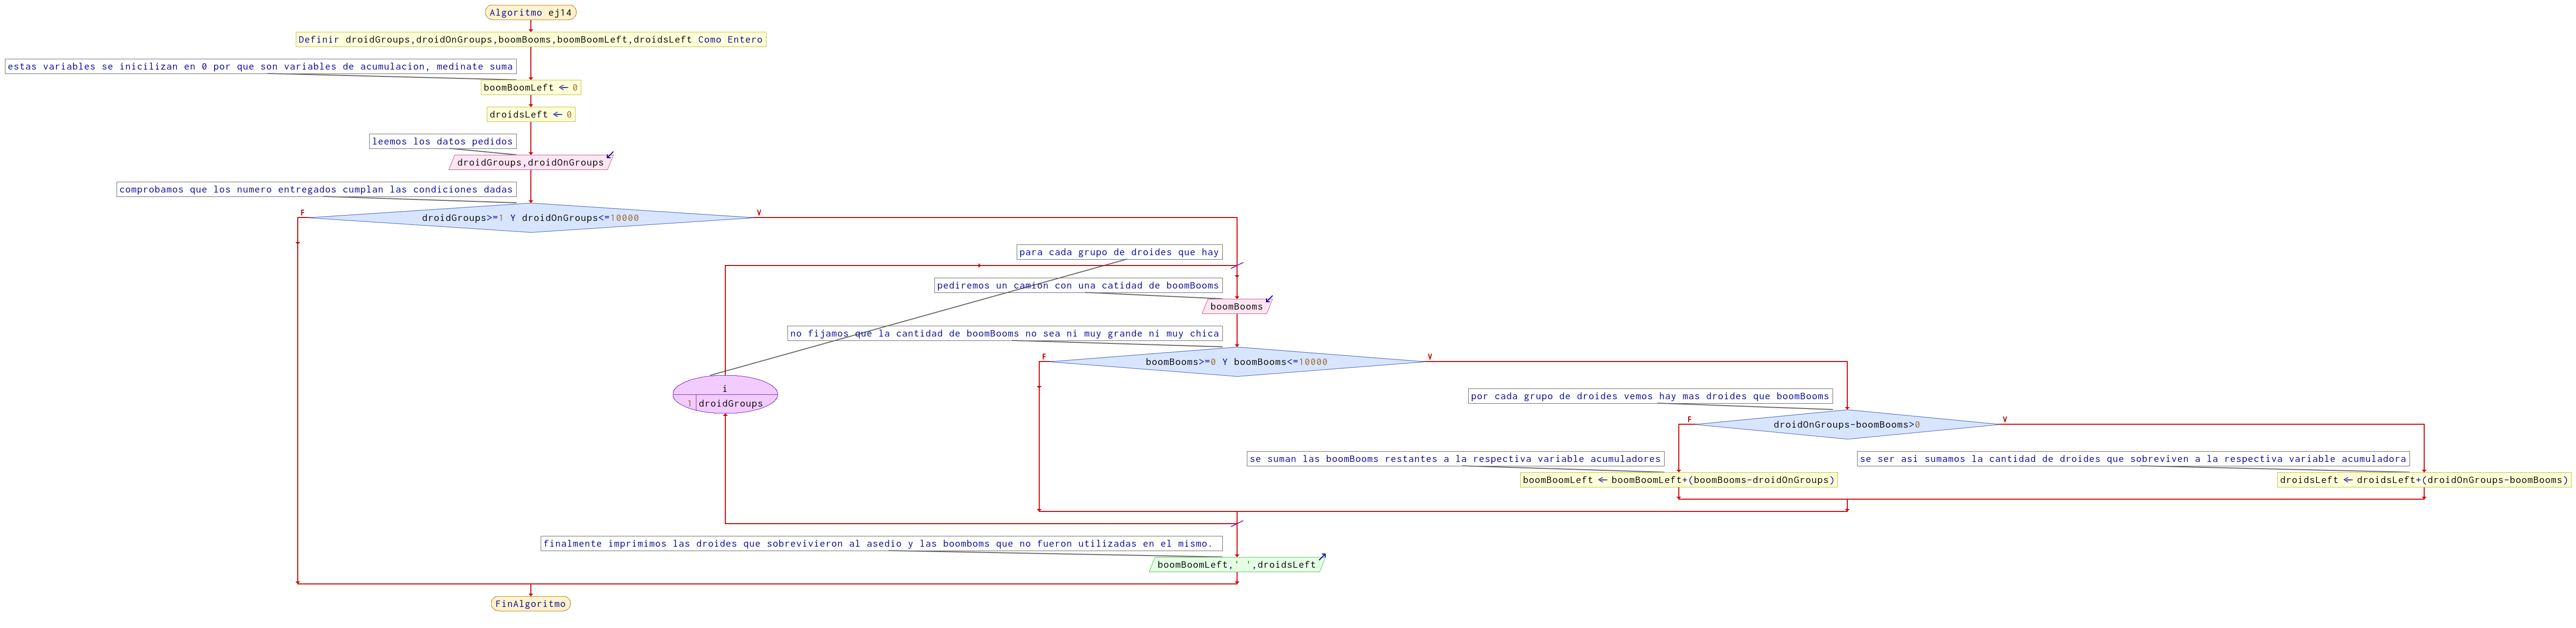 Algoritmo ej14
Definir droidGroups,droidOnGroups,boomBooms,boomBoomLeft,droidsLeft Como Entero
estas variables se inicilizan en 0 por que son variables de acumulacion, medinate suma
boomBoomLeft ← 0
droidsLeft ← 0
leemos los datos pedidos
droidGroups,droidOnGroups
comprobamos que los numero entregados cumplan las condiciones dadas
F
droidGroups>=1 Y droidOnGroups<=10000
V
para cada grupo de droides que hay
pediremos un camion con una catidad de boomBooms
boomBooms
no fijamos que la cantidad de boomBooms no sea ni muy grande ni muy chica
F
boomBooms>=0 Y boomBooms<=10000
V
i
1 droidGroups
por cada grupo de droides vemos hay mas droides que boomBooms
F
droidOnGroups-boomBooms>0
V
se suman las boomBooms restantes a la respectiva variable acumuladores
se ser asi sumamos la cantidad de droides que sobreviven a la respectiva variable acumuladora
boomBoomLeft ← boomBoomLeft+(boomBooms-droidOnGroups)
droidsLeft ← droidsLeft+(droidOnGroups-boomBooms)
finalmente imprimimos las droides que sobrevivieron al asedio y las boomboms que no fueron utilizadas en el mismo.
boomBoomLeft,' ',droidsLeft
FinAlgoritmo